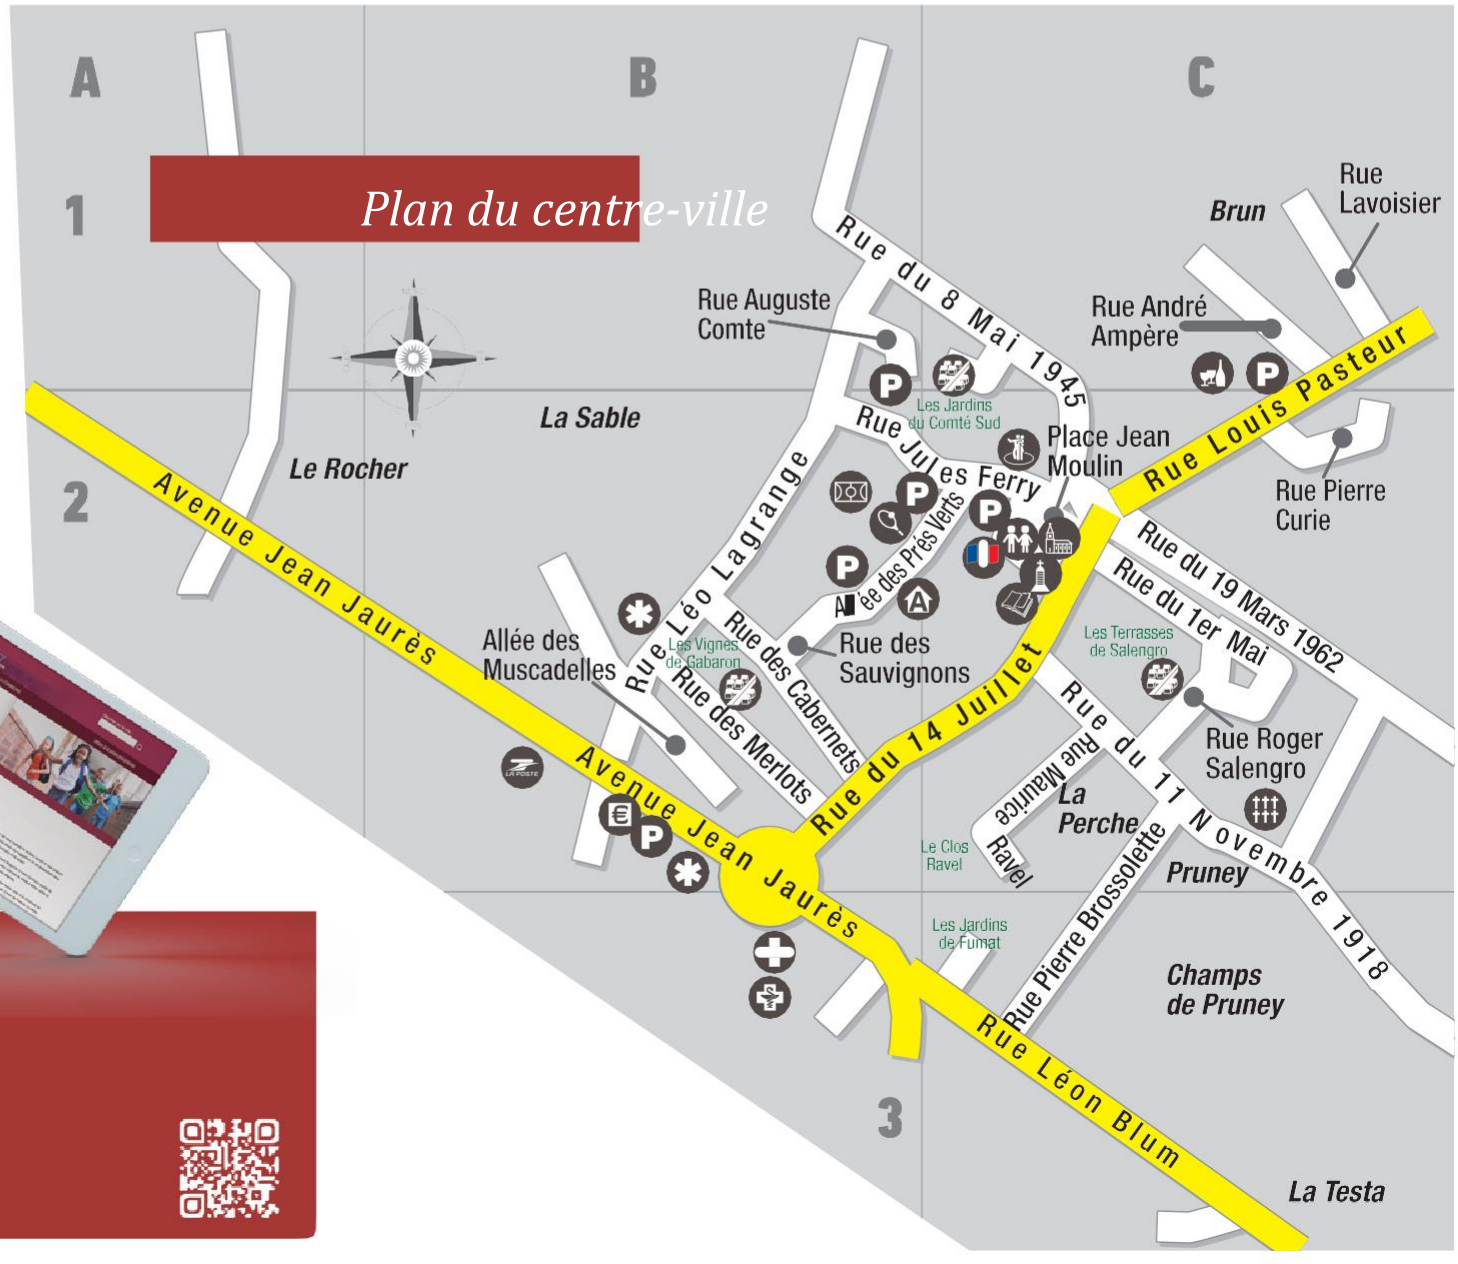 A
B
C
1
Plan du centre-ville
Rue
Lavoisier
Brun
Rue du 8 Mai 1945
Rue Auguste
Comte
Rue André
Ampère
P
P
Rue Louis Pasteur
Les Jardins
du Comté Sud
La Sable
Rue Jules Ferry
Place Jean
Moulin
Le Rocher
2
Avenue Jean Jaurès
Rue Léo Lagrange
P
P
Rue Pierre
Curie
Rue du 19 Mars 1962
Rue du 1er Mai
P
A ée des Prés Verts
A
Allée des
Muscadelles
Les Vignes
de Gabaron
Rue des Cabernets
Rue des
Sauvignons
Les Terrasses
de Salengro
Rue des Merlots
Rue du 14 Juillet
Rue du 11 Novembre 1918
Rue Roger
Salengro
LA POSTE
Avenue Jean Jaurès
€
P
Rue Maurice
Ravel
La
Perche
Le Clos
Ravel
Pruney
Rue Pierre Brossolette
Les Jardins
de Fumat
Champs
de Pruney
Rue Léon Blum
3
La Testa